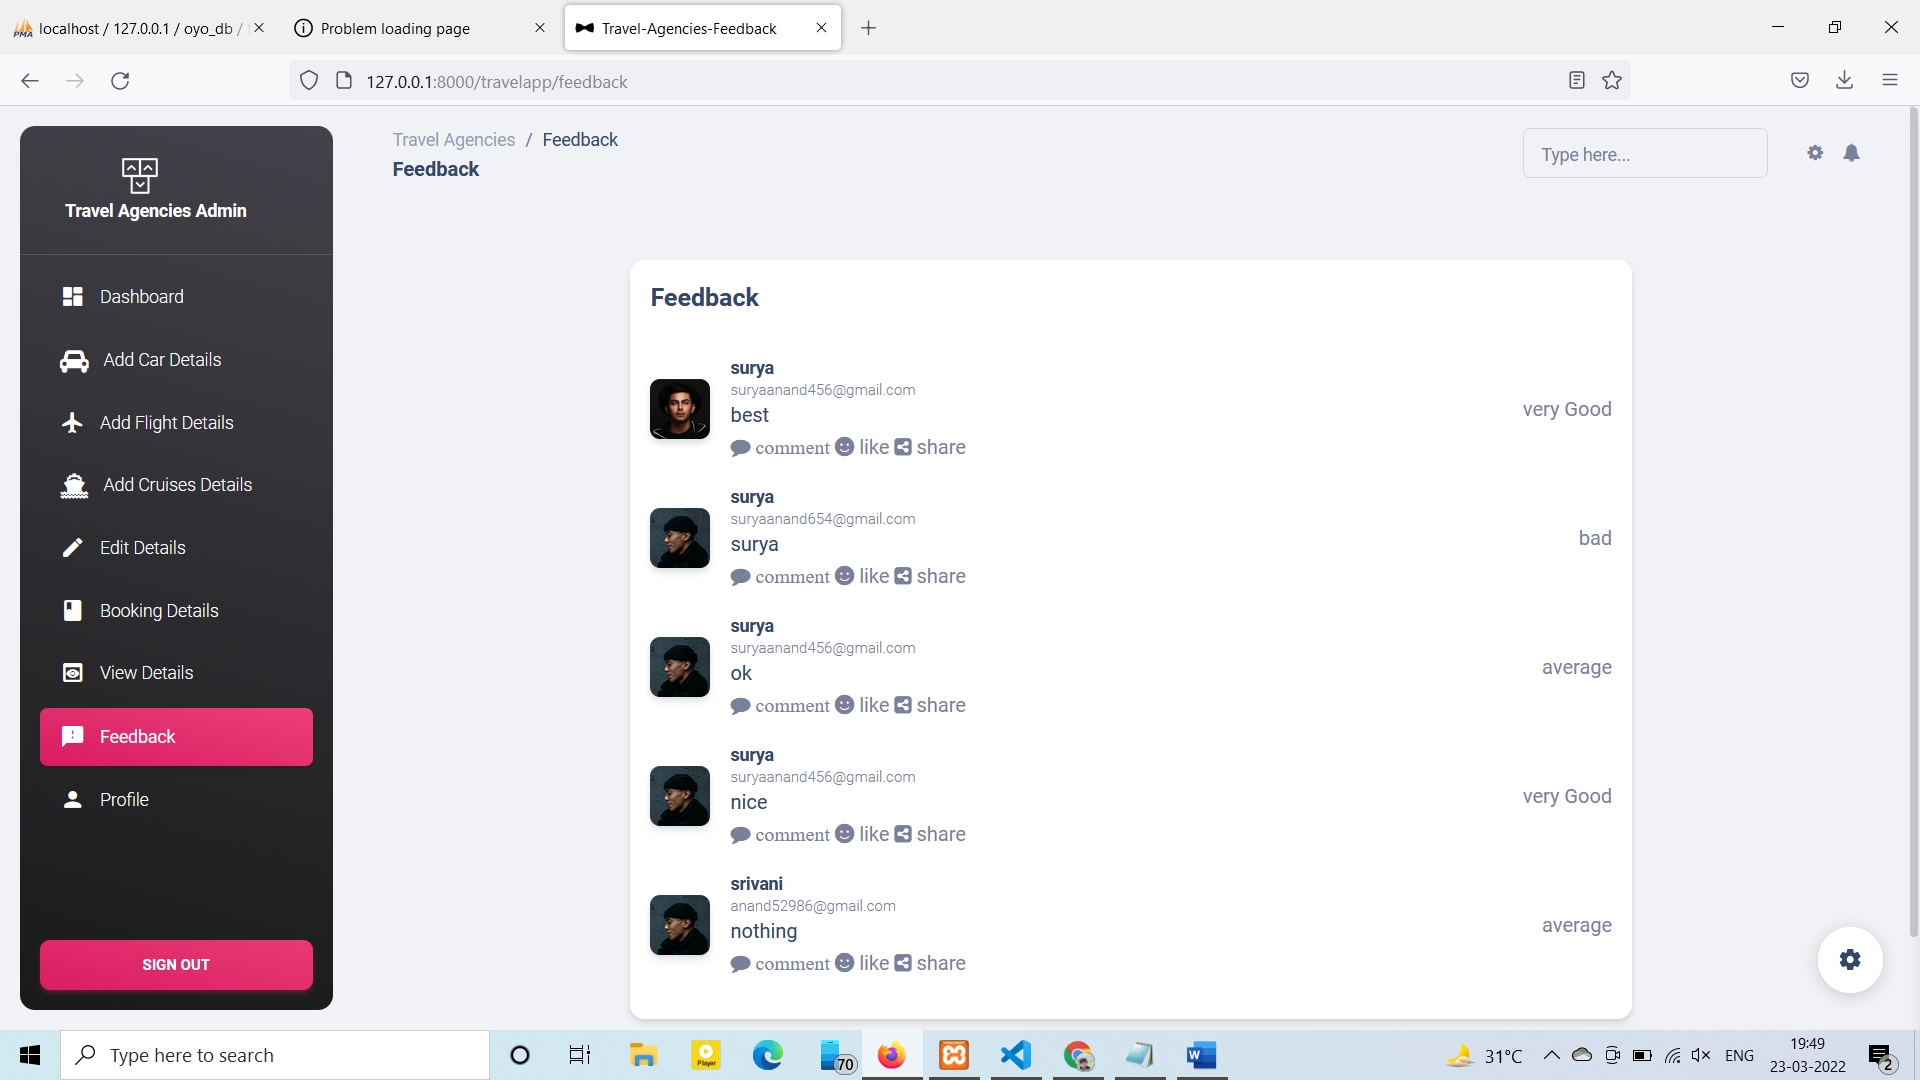 localhost / 127.0.0.1 / oyo_db /
Problem loading page
Travel-Agencies-Feedback
127.0.0.1:8000/travelapp/feedback
Travel Agencies / Feedback
Feedback
Type here...
Travel Agencies Admin
Dashboard
Add Car Details
Add Flight Details
Add Cruises Details
Edit Details
Booking Details
View Details
Feedback
Profile
SIGN OUT
Feedback
surya
suryaanand456@gmail.com
best
very Good
comment like share
surya
suryaanand654@gmail.com
surya
bad
comment like share
surya
suryaanand456@gmail.com
ok
average
comment like share
surya
suryaanand456@gmail.com
nice
very Good
comment like share
srivani
anand52986@gmail.com
nothing
average
comment like share
Type here to search
Player
70
31°C
ENG
19:49
23-03-2022
2